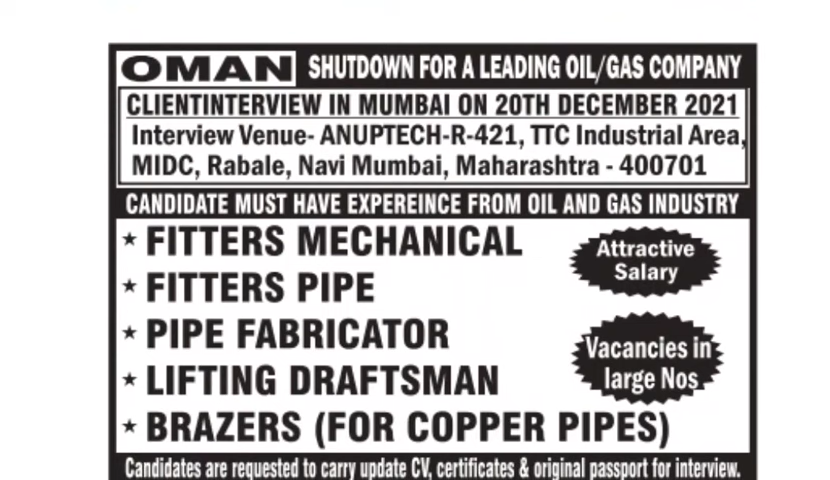 OMAN SHUTDOWN FOR A LEADING OIL/GAS COMPANY
CLIENTINTERVIEW IN MUMBAI ON 20TH DECEMBER 2021
Interview Venue- ANUPTECH-R-421, TTC Industrial Area,
MIDC, Rabale, Navi Mumbai, Maharashtra - 400701
CANDIDATE MUST HAVE EXPEREINCE FROM OIL AND GAS INDUSTRY
★ FITTERS MECHANICAL
★ FITTERS PIPE
★ PIPE FABRICATOR
★ LIFTING DRAFTSMAN
★ BRAZERS (FOR COPPER PIPES)
Attractive
Salary
Vacancies in
large Nos
Candidates are requested to carry update CV, certificates & original passport for interview.